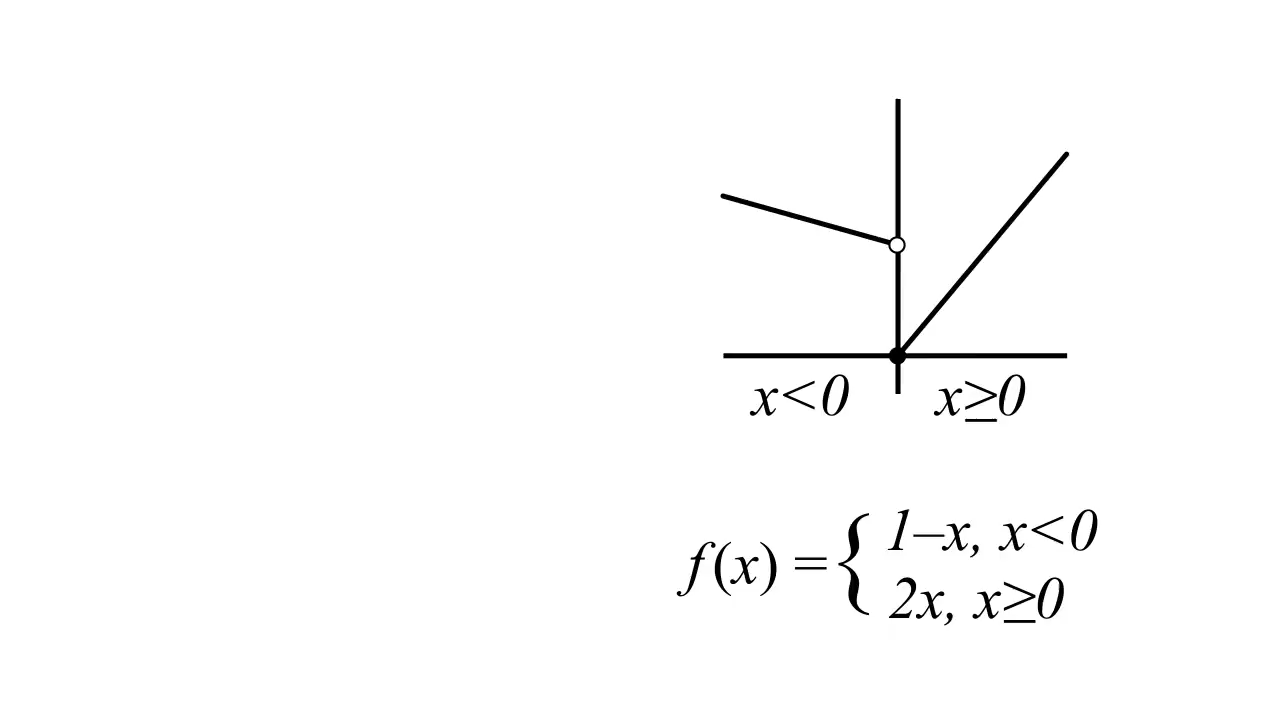 x<0 x≥0
f(x) = { 1–x, x<0
2x, x≥0